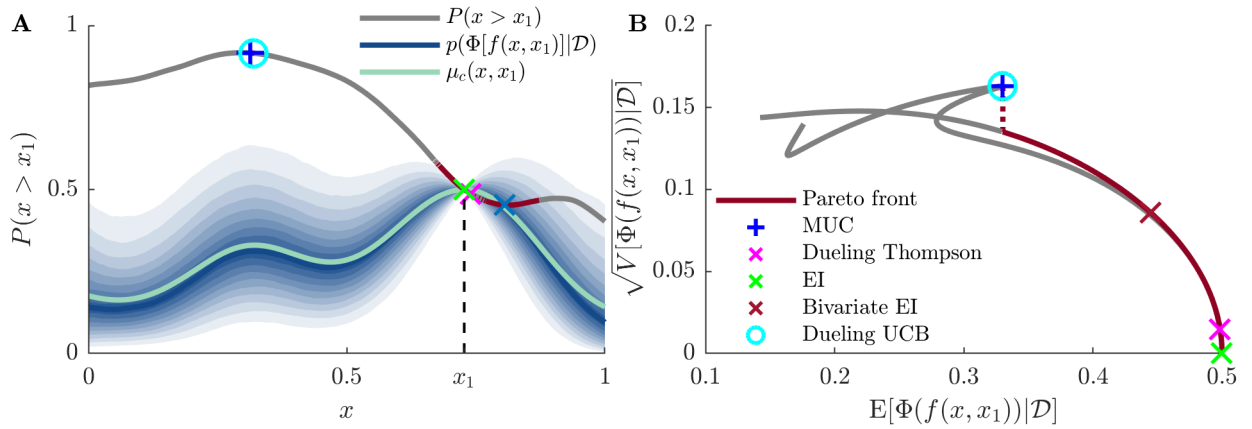 A
1
0.5
0
P(x > x₁)
0
0.5
x₁
1
x
P(x > x₁)
p(Φ[f(x, x₁)]|𝒟)
μ_c(x, x₁)
B
0.2
0.15
0.1
0.05
0
√V[Φ(f(x, x₁))|𝒟]
0.1
0.2
0.3
0.4
0.5
E[Φ(f(x, x₁))|𝒟]
Pareto front
MUC
Dueling Thompson
EI
Bivariate EI
Dueling UCB